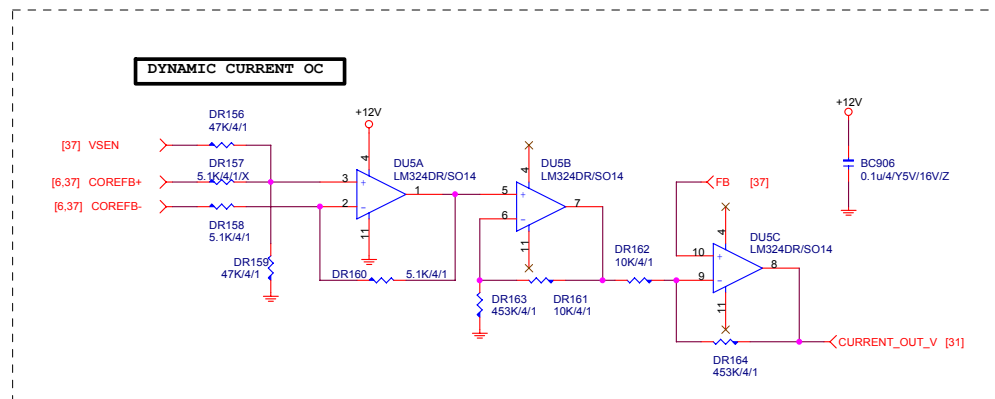 DYNAMIC CURRENT OC
DR156
47K/4/1
[37] VSEN
DR157
5.1K/4/1/X
[6,37] COREFB+
[6,37] COREFB-
DR158
5.1K/4/1
DR159
47K/4/1
+12V
4
DU5A
LM324DR/SO14
3
+
1
2
−
11
DR160
5.1K/4/1
4
DU5B
LM324DR/SO14
5
+
7
6
−
11
DR163
453K/4/1
DR161
10K/4/1
DR162
10K/4/1
FB [37]
4
DU5C
LM324DR/SO14
10
+
8
9
−
11
DR164
453K/4/1
CURRENT_OUT_V [31]
+12V
BC906
0.1u/4/Y5V/16V/Z